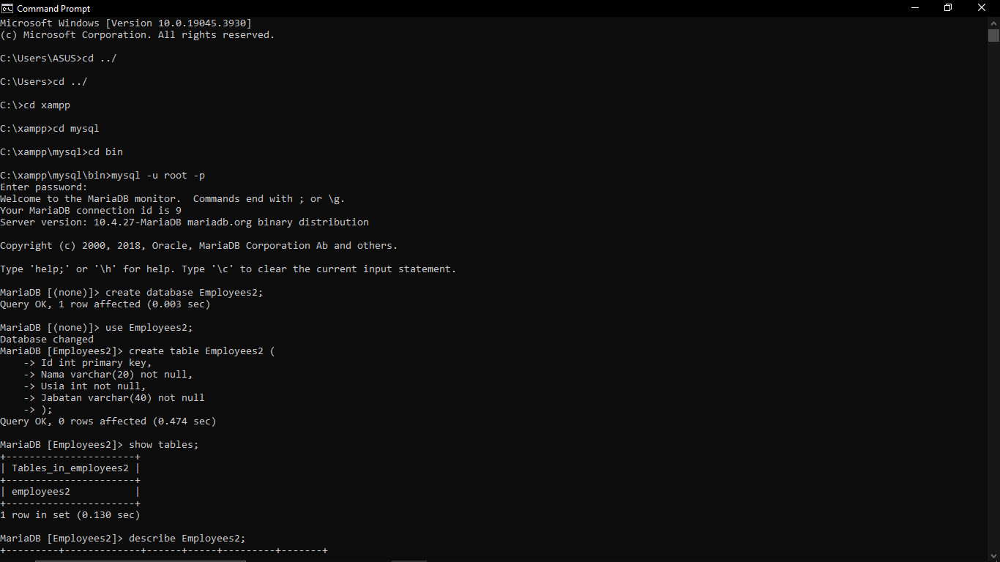 Command Prompt
Microsoft Windows [Version 10.0.19045.3930]
(c) Microsoft Corporation. All rights reserved.
C:\Users\ASUS>cd ../
C:\Users>cd ../
C:\>cd xampp
C:\xampp>cd mysql
C:\xampp\mysql>cd bin
C:\xampp\mysql\bin>mysql -u root -p
Enter password:
Welcome to the MariaDB monitor.  Commands end with ; or \g.
Your MariaDB connection id is 9
Server version: 10.4.27-MariaDB mariadb.org binary distribution
Copyright (c) 2000, 2018, Oracle, MariaDB Corporation Ab and others.
Type 'help;' or '\h' for help. Type '\c' to clear the current input statement.
MariaDB [(none)]> create database Employees2;
Query OK, 1 row affected (0.003 sec)
MariaDB [(none)]> use Employees2;
Database changed
MariaDB [Employees2]> create table Employees2 (
    -> Id int primary key,
    -> Nama varchar(20) not null,
    -> Usia int not null,
    -> Jabatan varchar(40) not null
    -> );
Query OK, 0 rows affected (0.474 sec)
MariaDB [Employees2]> show tables;
+----------------------+
| Tables_in_employees2 |
+----------------------+
| employees2           |
+----------------------+
1 row in set (0.130 sec)
MariaDB [Employees2]> describe Employees2;
+---------+-------------+------+-----+---------+-------+